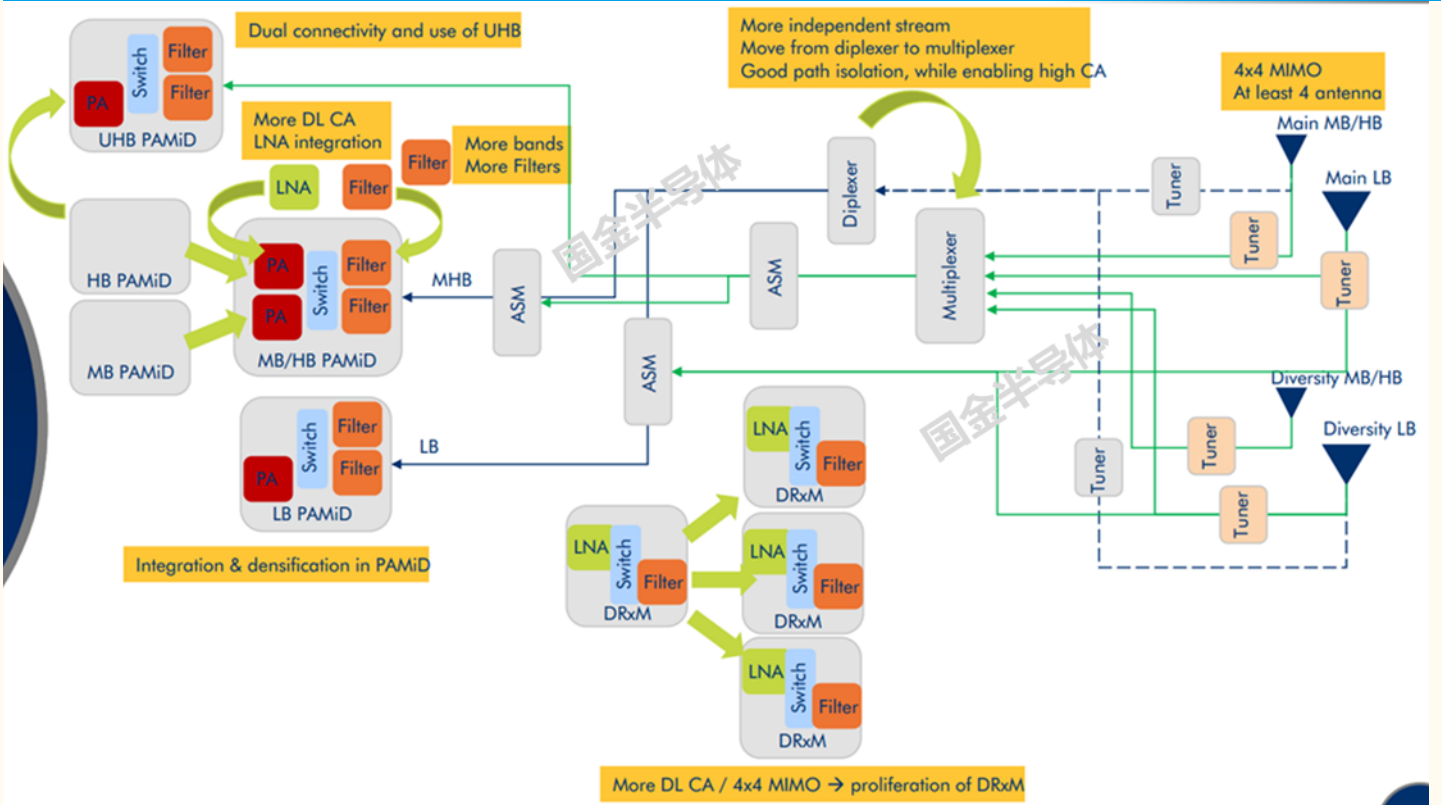 Dual connectivity and use of UHB
Switch
Filter
Filter
PA
UHB PAMiD
More DL CA
LNA integration
More bands
More Filters
Filter
LNA
Filter
HB PAMiD
MB PAMiD
PA
PA
Switch
Filter
Filter
MB/HB PAMiD
MHB
ASM
PA
Switch
Filter
Filter
LB PAMiD
LB
ASM
Integration & densification in PAMiD
More independent stream
Move from diplexer to multiplexer
Good path isolation, while enabling high CA
Diplexer
ASM
Multiplexer
4x4 MIMO
At least 4 antenna
Main MB/HB
Main LB
Tuner
Tuner
Tuner
Diversity MB/HB
Diversity LB
Tuner
Tuner
Tuner
LNA
Switch
Filter
DRxM
LNA
Switch
Filter
DRxM
LNA
Switch
Filter
DRxM
LNA
Switch
Filter
DRxM
More DL CA / 4x4 MIMO → proliferation of DRxM
国金半导体
国金半导体